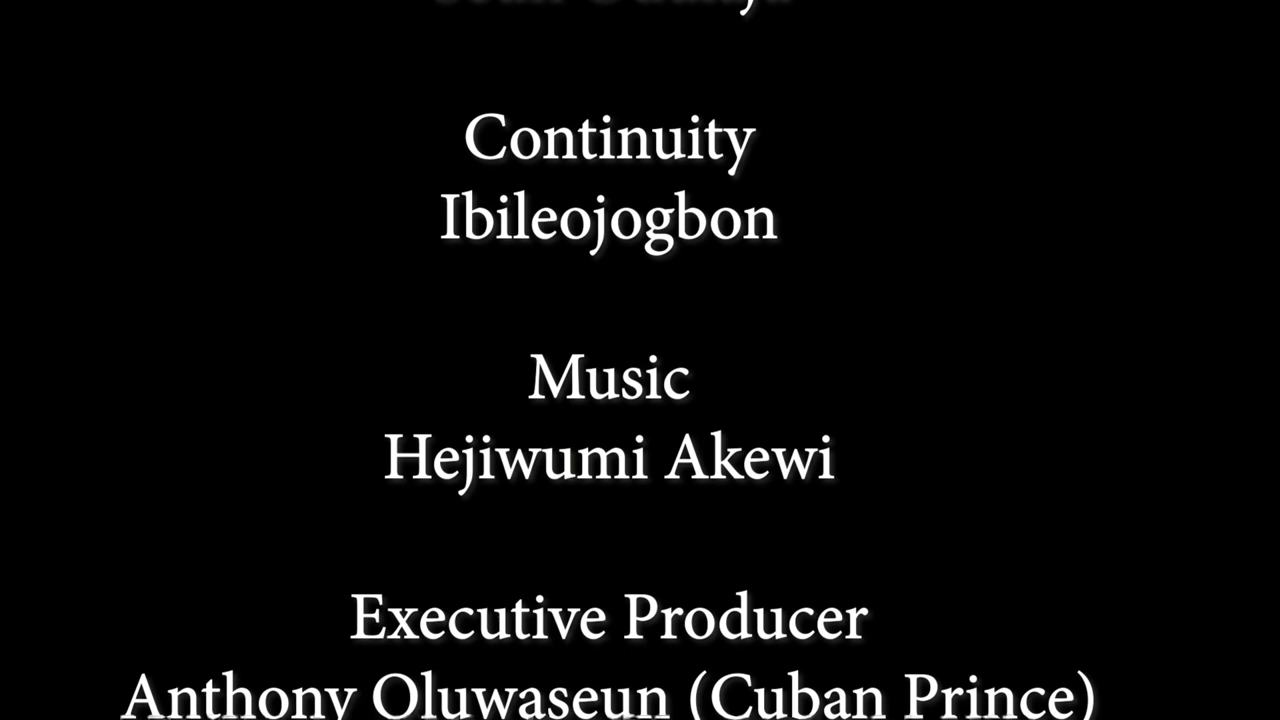 Continuity
Ibileojogbon
Music
Hejiwumi Akewi
Executive Producer
Anthony Oluwaseun (Cuban Prince)